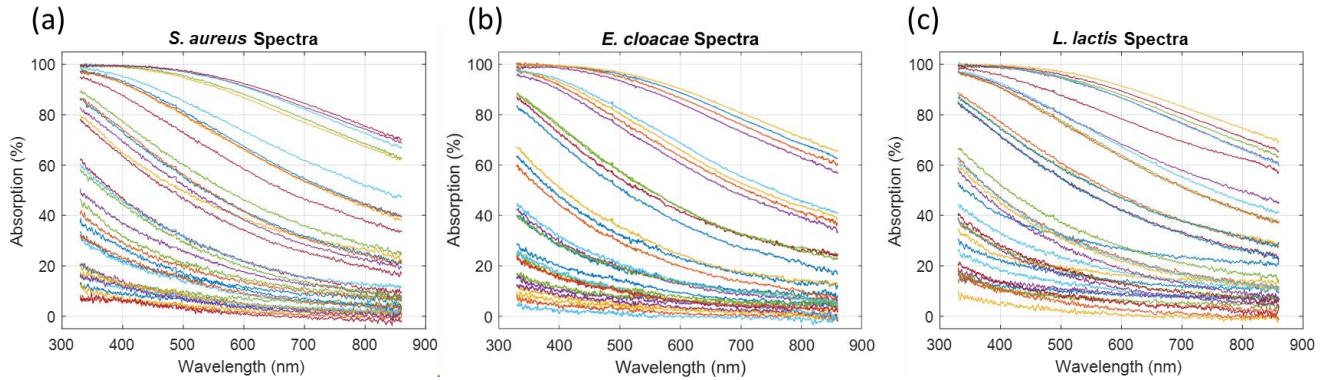 (a)
S. aureus Spectra
100
80
60
40
20
0
300 400 500 600 700 800 900
Absorption (%)
Wavelength (nm)
(b)
E. cloacae Spectra
100
80
60
40
20
0
300 400 500 600 700 800 900
Absorption (%)
Wavelength (nm)
(c)
L. lactis Spectra
100
80
60
40
20
0
300 400 500 600 700 800 900
Absorption (%)
Wavelength (nm)